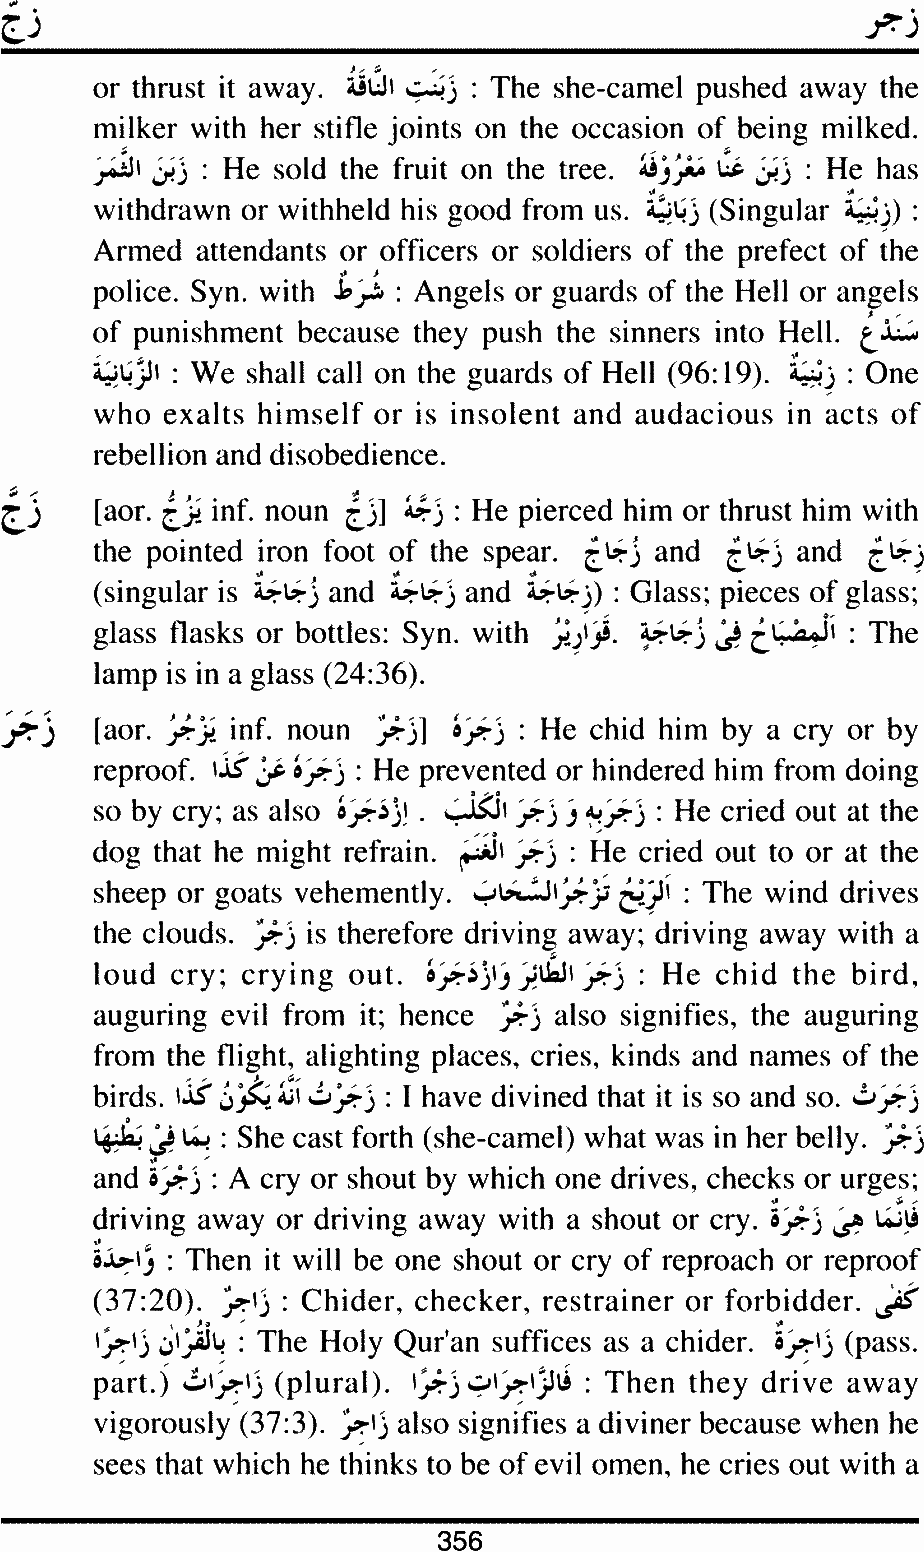 زجّ زجر
or thrust it away. زَبَنَتِ النَّاقَةُ : The she-camel pushed away the
milker with her stifle joints on the occasion of being milked.
زَبَنَ الثَّمَرَ : He sold the fruit on the tree. زَبَنَ عَنَّا مَعْرُوْفَهُ : He has
withdrawn or withheld his good from us. زَبَانِيَّةٌ (Singular زِبْنِيَةٌ) :
Armed attendants or officers or soldiers of the prefect of the
police. Syn. with شُرَطٌ : Angels or guards of the Hell or angels
of punishment because they push the sinners into Hell. سَنَدْعُ
الزَّبَانِيَةَ : We shall call on the guards of Hell (96:19). زِبْنِيَةٌ : One
who exalts himself or is insolent and audacious in acts of
rebellion and disobedience.
زَجَّ [aor. يَزُجُّ inf. noun زَجٌّ] زَجَّهُ : He pierced him or thrust him with
the pointed iron foot of the spear. زُجَاجٌ and زَجَاجٌ and زِجَاجٌ
(singular is زُجَاجَةٌ and زَجَاجَةٌ and زِجَاجَةٌ) : Glass; pieces of glass;
glass flasks or bottles: Syn. with قَوَارِيْرُ. اَلْمِصْبَاحُ فِىْ زُجَاجَةٍ : The
lamp is in a glass (24:36).
زَجَرَ [aor. يَزْجُرُ inf. noun زَجْرٌ] زَجَرَهُ : He chid him by a cry or by
reproof. زَجَرَهُ عَنْ كَذَا : He prevented or hindered him from doing
so by cry; as also اِزْدَجَرَهُ . زَجَرَبِهِ وَ زَجَرَ الْكَلْبَ : He cried out at the
dog that he might refrain. زَجَرَ الْغَنَمَ : He cried out to or at the
sheep or goats vehemently. اَلرِّيْحُ تَزْجُرُالسَّحَابَ : The wind drives
the clouds. زَجْرٌ is therefore driving away; driving away with a
loud cry; crying out. زَجَرَ الطَّائِرَ وَازْدَجَرَهُ : He chid the bird,
auguring evil from it; hence زَجْرٌ also signifies, the auguring
from the flight, alighting places, cries, kinds and names of the
birds. زَجَرْتُ اَنَّهُ يَكُوْنُ كَذَا : I have divined that it is so and so. زَجَرَتْ
بِمَا فِيْ بَطْنِهَا : She cast forth (she-camel) what was in her belly. زَجْرٌ
and زَجْرَةٌ : A cry or shout by which one drives, checks or urges;
driving away or driving away with a shout or cry. فَاِنَّمَا هِىَ زَجْرَةٌ
وَّاحِدَةٌ : Then it will be one shout or cry of reproach or reproof
(37:20). زَاجِرٌ : Chider, checker, restrainer or forbidder. كَفٰى
بِالْقُرْاٰنِ زَاجِرًا : The Holy Qur'an suffices as a chider. زَاجِرَةٌ (pass.
part.) زَاجِرَاتٌ (plural). فَالزَّاجِرَاتِ زَجْرًا : Then they drive away
vigorously (37:3). زَاجِرٌ also signifies a diviner because when he
sees that which he thinks to be of evil omen, he cries out with a
356